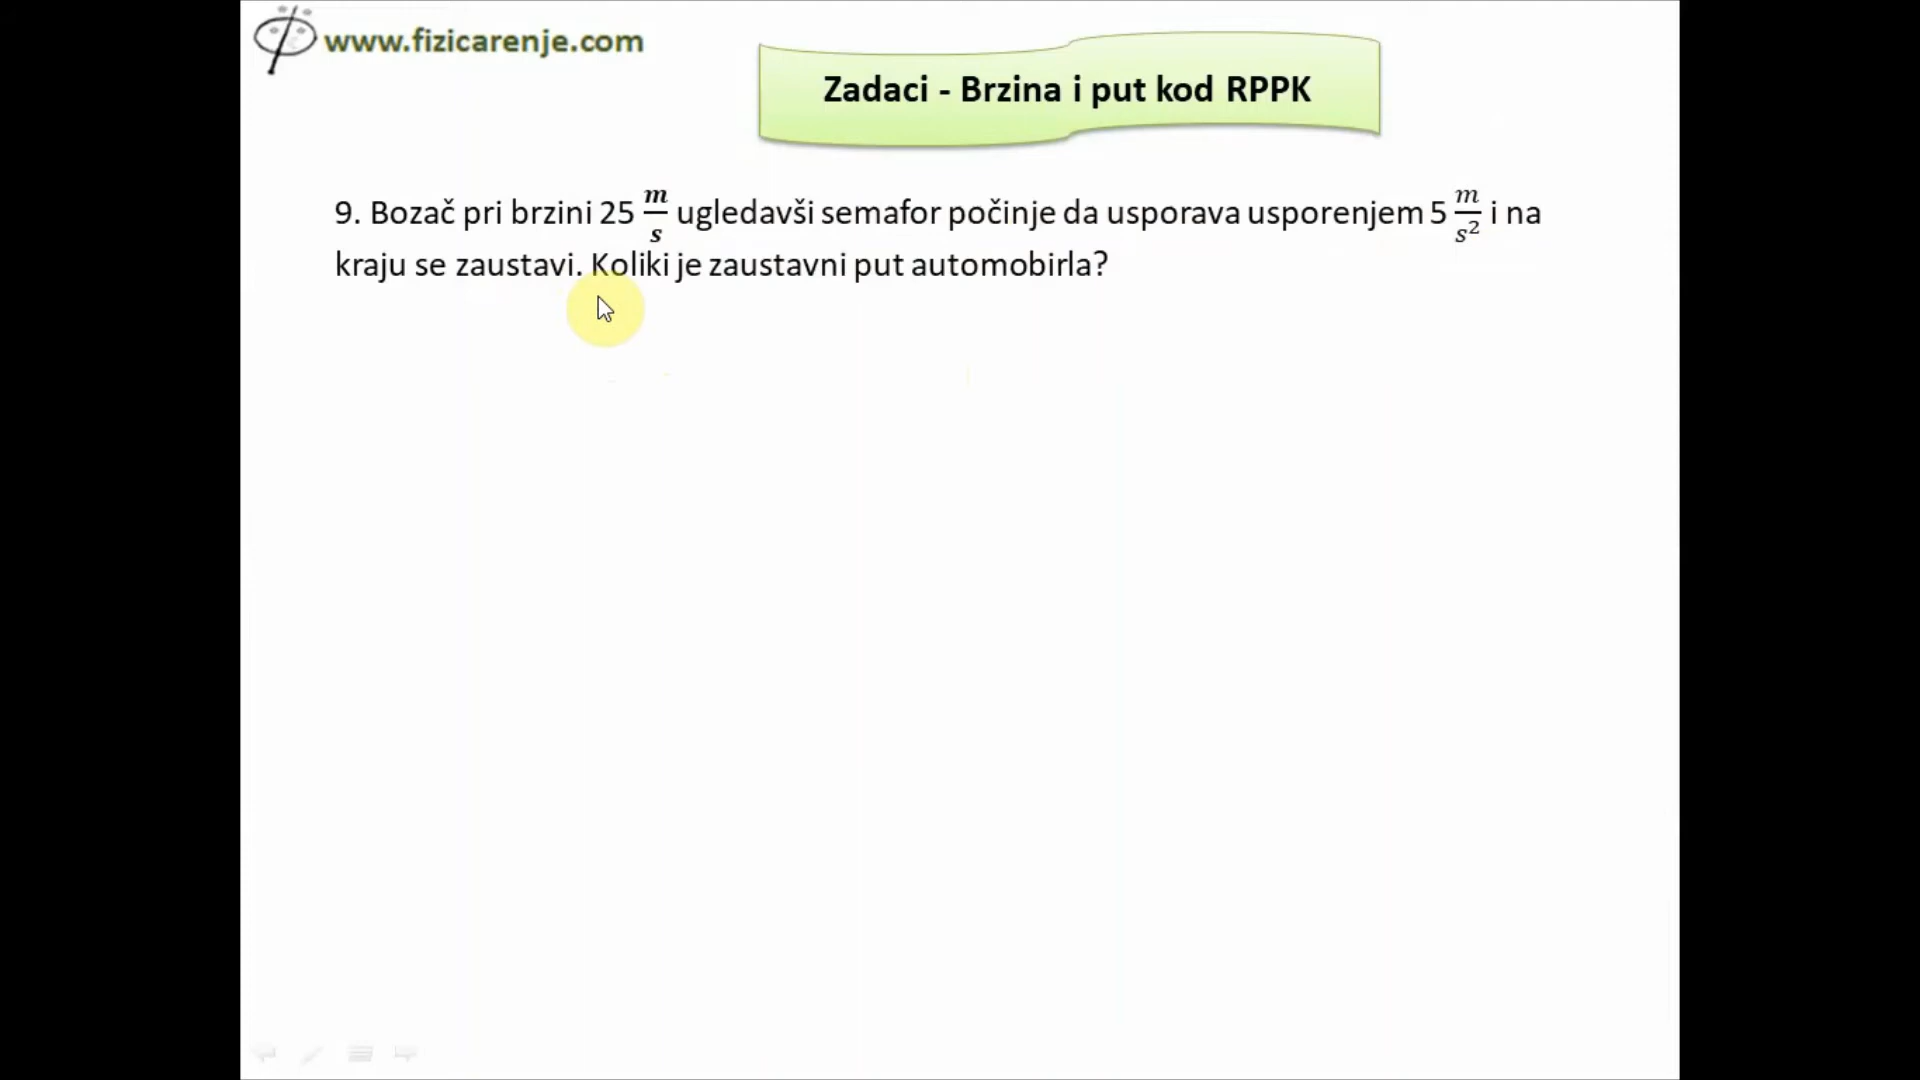 www.fizicarenje.com
Zadaci - Brzina i put kod RPPK
9. Bozač pri brzini 25 m/s ugledavši semafor počinje da usporava usporenjem 5 m/s² i na
kraju se zaustavi. Koliki je zaustavni put automobirla?